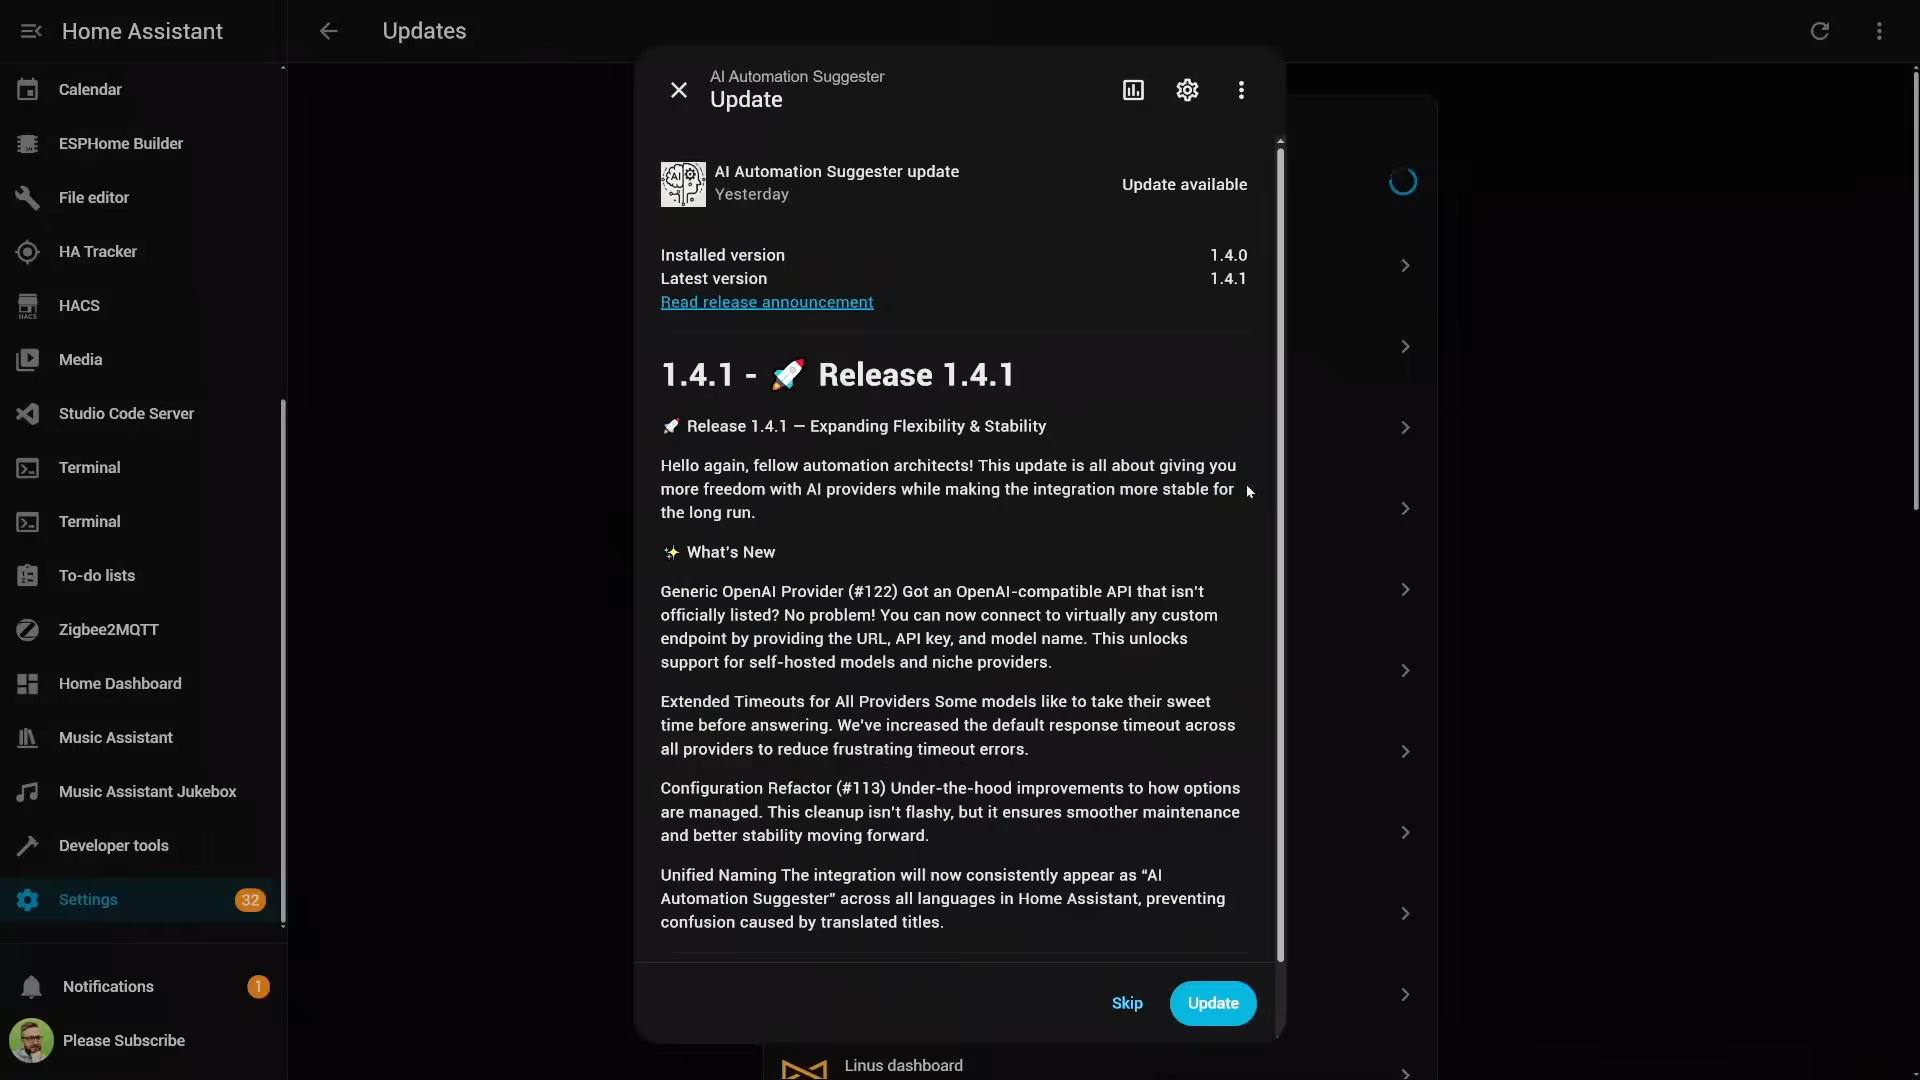 Home Assistant
Updates
Calendar
ESPHome Builder
File editor
HA Tracker
HACS
HACS
Media
Studio Code Server
Terminal
Terminal
To-do lists
Zigbee2MQTT
Home Dashboard
Music Assistant
Music Assistant Jukebox
Developer tools
Settings
32
Notifications
1
Please Subscribe
AI Automation Suggester
Update
AI
AI Automation Suggester update
Yesterday
Update available
Installed version 1.4.0
Latest version 1.4.1
Read release announcement
1.4.1 - 🚀 Release 1.4.1
🚀 Release 1.4.1 — Expanding Flexibility & Stability
Hello again, fellow automation architects! This update is all about giving you
more freedom with AI providers while making the integration more stable for
the long run.
✨ What's New
Generic OpenAI Provider (#122) Got an OpenAI-compatible API that isn't
officially listed? No problem! You can now connect to virtually any custom
endpoint by providing the URL, API key, and model name. This unlocks
support for self-hosted models and niche providers.
Extended Timeouts for All Providers Some models like to take their sweet
time before answering. We've increased the default response timeout across
all providers to reduce frustrating timeout errors.
Configuration Refactor (#113) Under-the-hood improvements to how options
are managed. This cleanup isn't flashy, but it ensures smoother maintenance
and better stability moving forward.
Unified Naming The integration will now consistently appear as “AI
Automation Suggester” across all languages in Home Assistant, preventing
confusion caused by translated titles.
Skip
Update
Linus dashboard